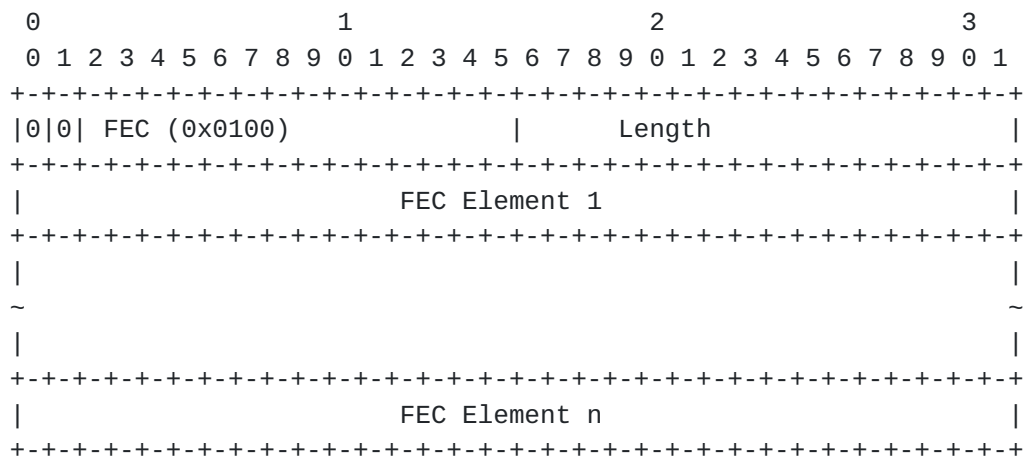 0                   1                   2                   3
 0 1 2 3 4 5 6 7 8 9 0 1 2 3 4 5 6 7 8 9 0 1 2 3 4 5 6 7 8 9 0 1
+-+-+-+-+-+-+-+-+-+-+-+-+-+-+-+-+-+-+-+-+-+-+-+-+-+-+-+-+-+-+-+-+
|0|0| FEC (0x0100)              |      Length                   |
+-+-+-+-+-+-+-+-+-+-+-+-+-+-+-+-+-+-+-+-+-+-+-+-+-+-+-+-+-+-+-+-+
|                        FEC Element 1                          |
+-+-+-+-+-+-+-+-+-+-+-+-+-+-+-+-+-+-+-+-+-+-+-+-+-+-+-+-+-+-+-+-+
|                                                               |
~                                                               ~
|                                                               |
+-+-+-+-+-+-+-+-+-+-+-+-+-+-+-+-+-+-+-+-+-+-+-+-+-+-+-+-+-+-+-+-+
|                        FEC Element n                          |
+-+-+-+-+-+-+-+-+-+-+-+-+-+-+-+-+-+-+-+-+-+-+-+-+-+-+-+-+-+-+-+-+